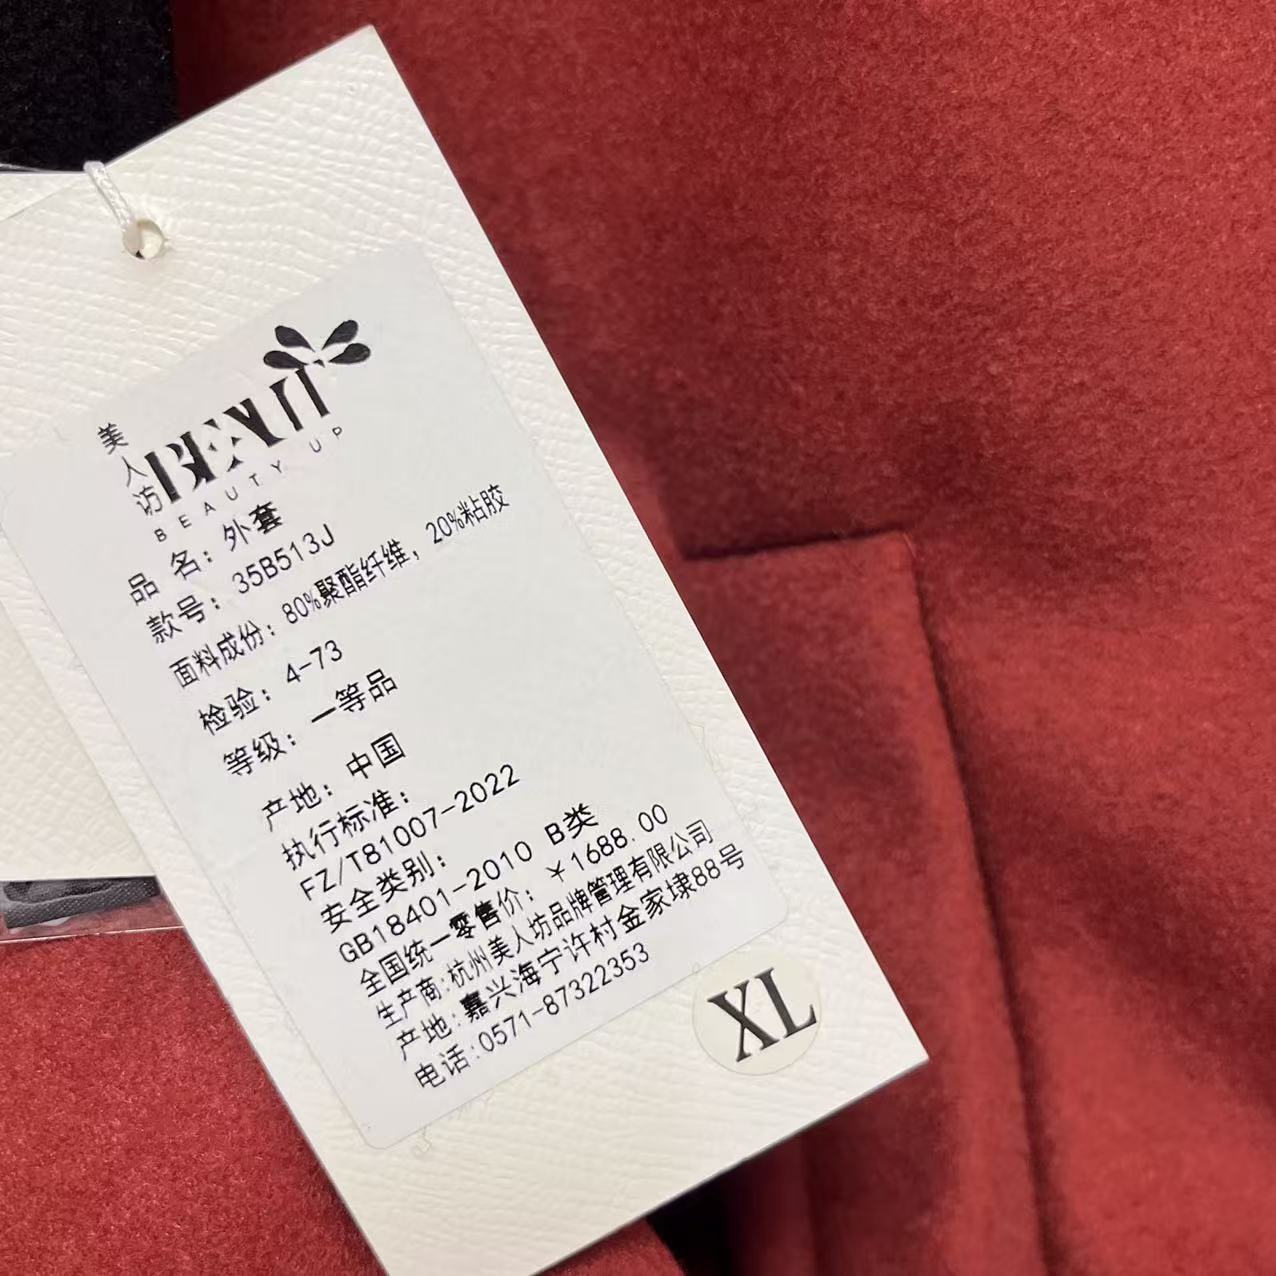 美人访
BEAUTY UP
品 名：外套
款号：35B513J
面料成份：80%聚酯纤维，20%粘胶
检验：4-73
等级：一等品
产地：中国
执行标准：
FZ/T81007-2022
安全类别：
GB18401-2010 B类
全国统一零售价：￥1688.00
生产商:杭州美人坊品牌管理有限公司
产地:嘉兴海宁许村金家埭88号
电话:0571-87322353
XL